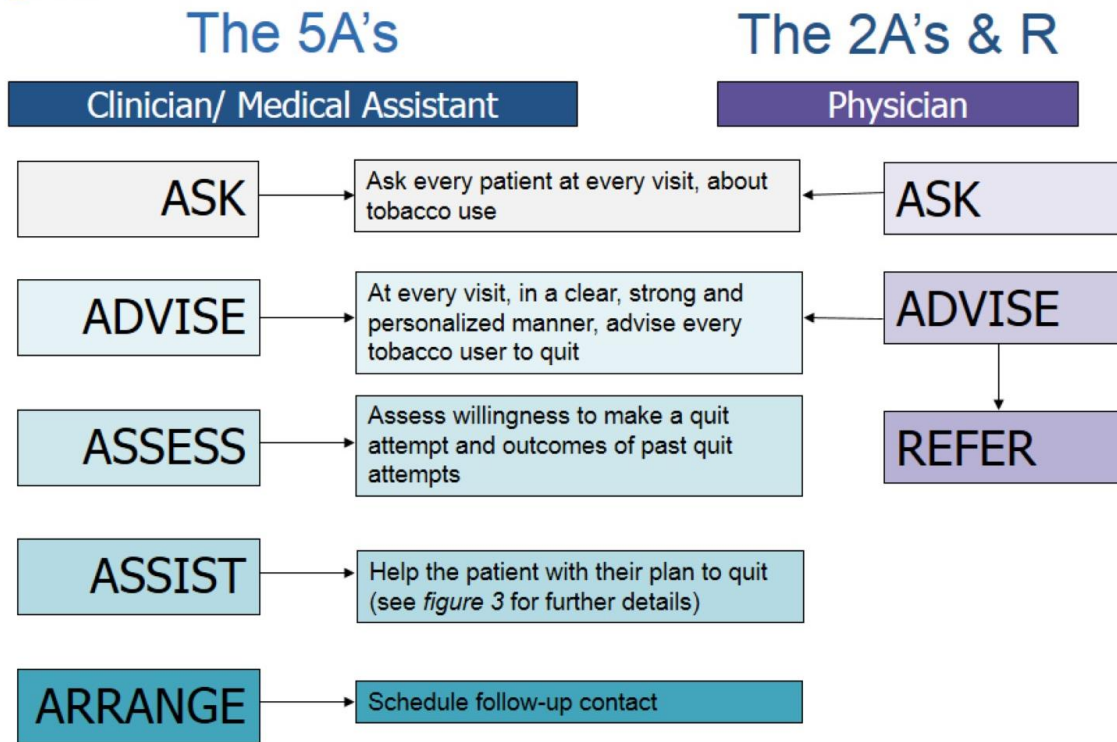 The 5A's
The 2A's & R
Clinician/ Medical Assistant
Physician
ASK
Ask every patient at every visit, about
tobacco use
ASK
ADVISE
At every visit, in a clear, strong and
personalized manner, advise every
tobacco user to quit
ADVISE
ASSESS
Assess willingness to make a quit
attempt and outcomes of past quit
attempts
REFER
ASSIST
Help the patient with their plan to quit
(see figure 3 for further details)
ARRANGE
Schedule follow-up contact